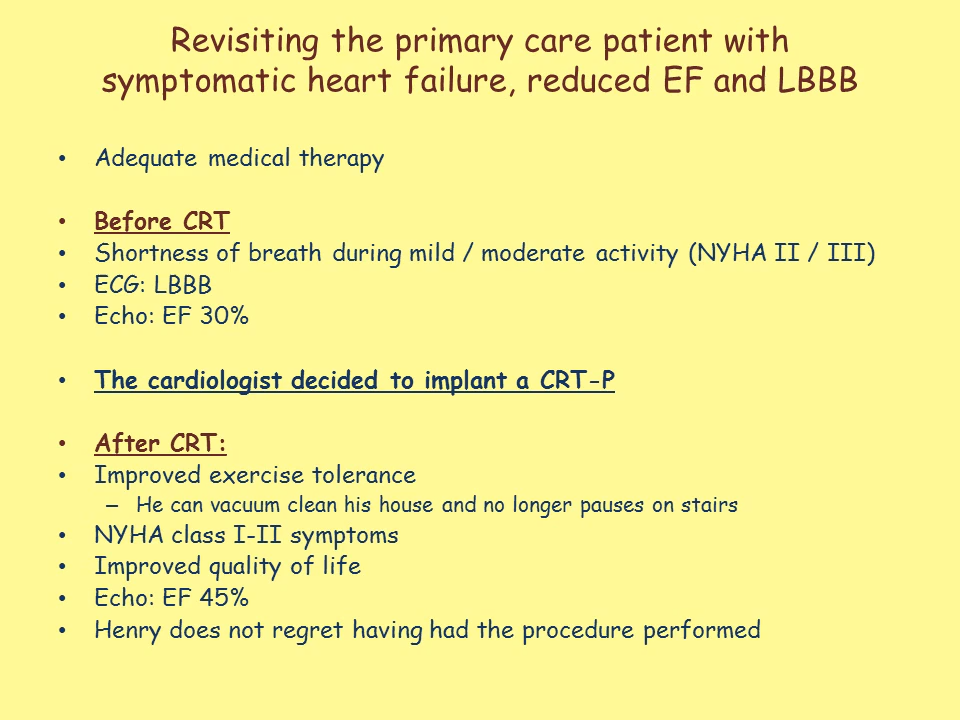 Revisiting the primary care patient with
symptomatic heart failure, reduced EF and LBBB
• Adequate medical therapy
• Before CRT
• Shortness of breath during mild / moderate activity (NYHA II / III)
• ECG: LBBB
• Echo: EF 30%
• The cardiologist decided to implant a CRT-P
• After CRT:
• Improved exercise tolerance
– He can vacuum clean his house and no longer pauses on stairs
• NYHA class I-II symptoms
• Improved quality of life
• Echo: EF 45%
• Henry does not regret having had the procedure performed